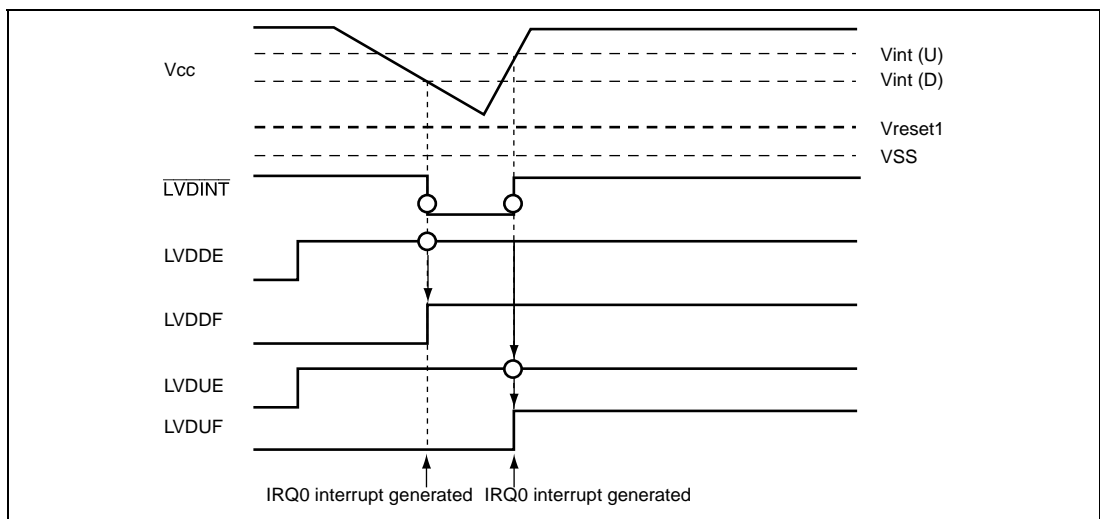 Vcc
Vint (U)
Vint (D)
Vreset1
VSS
LVDINT
LVDDE
LVDDF
LVDUE
LVDUF
IRQ0 interrupt generated IRQ0 interrupt generated